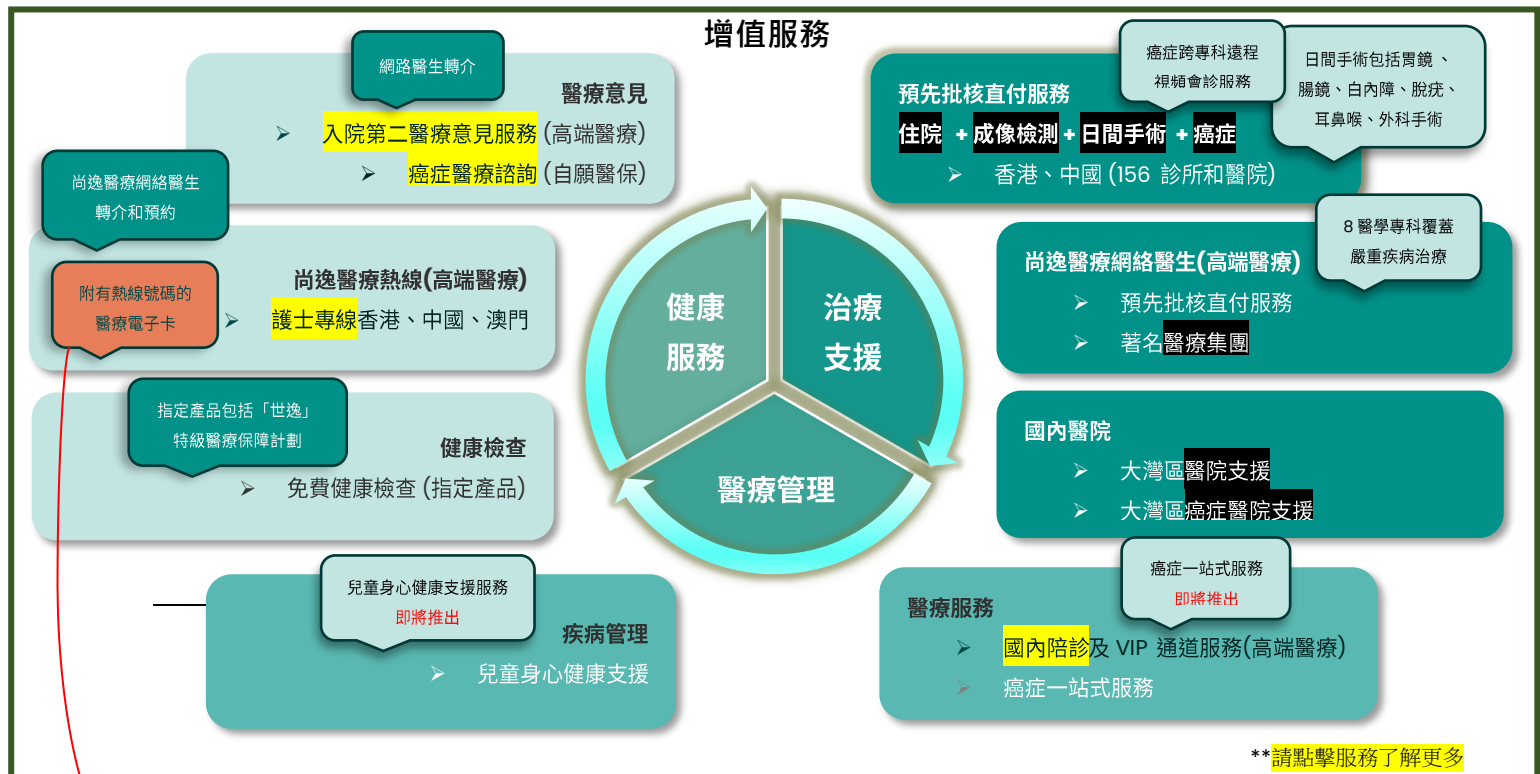 增值服務
網路醫生轉介
醫療意見
➢ 入院第二醫療意見服務 (高端醫療)
➢ 癌症醫療諮詢 (自願醫保)
尚逸醫療網絡醫生
轉介和預約
尚逸醫療熱線(高端醫療)
附有熱線號碼的
醫療電子卡
➢ 護士專線香港、中國、澳門
指定產品包括「世逸」
特級醫療保障計劃
健康檢查
➢ 免費健康檢查 (指定產品)
兒童身心健康支援服務
即將推出
疾病管理
➢ 兒童身心健康支援
健康
服務
治療
支援
醫療管理
癌症跨專科遠程
視頻會診服務
日間手術包括胃鏡、
腸鏡、白內障、脫疣、
耳鼻喉、外科手術
預先批核直付服務
住院 + 成像檢測 + 日間手術 + 癌症
➢ 香港、中國 (156 診所和醫院)
8 醫學專科覆蓋
嚴重疾病治療
尚逸醫療網絡醫生(高端醫療)
➢ 預先批核直付服務
➢ 著名醫療集團
國內醫院
➢ 大灣區醫院支援
➢ 大灣區癌症醫院支援
癌症一站式服務
即將推出
醫療服務
➢ 國內陪診及 VIP 通道服務(高端醫療)
➢ 癌症一站式服務
**請點擊服務了解更多